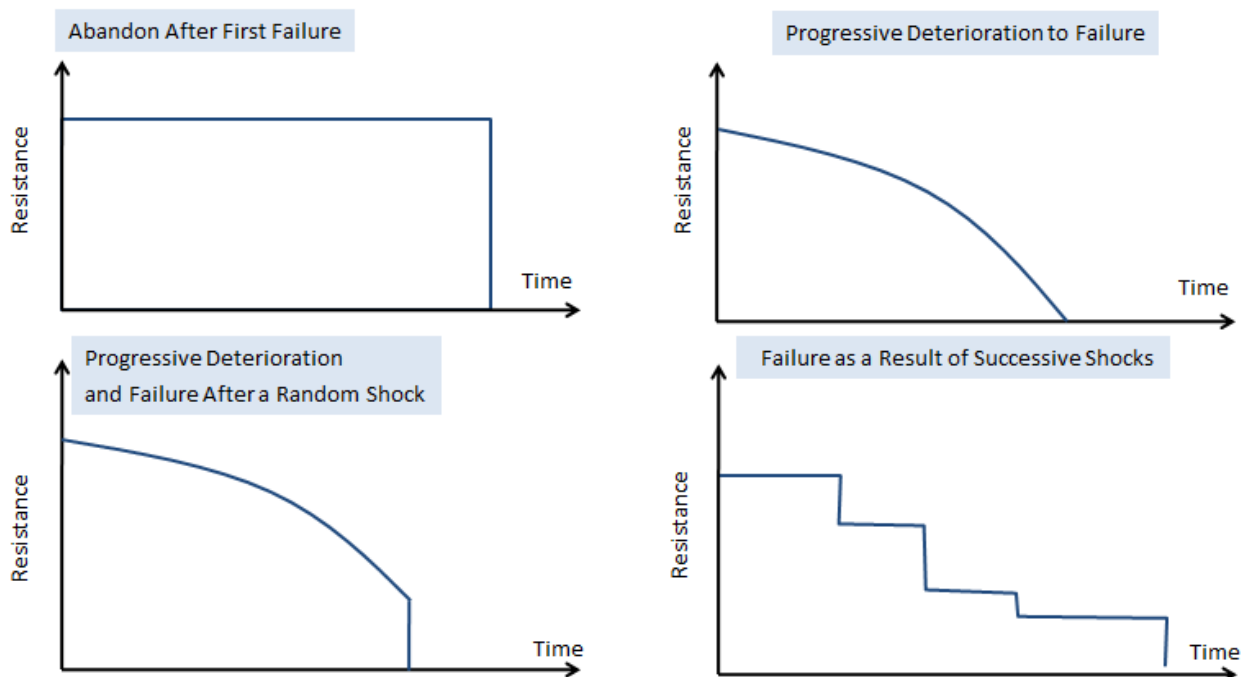 Abandon After First Failure
Resistance
Time
Progressive Deterioration to Failure
Resistance
Time
Progressive Deterioration
and Failure After a Random Shock
Resistance
Time
Failure as a Result of Successive Shocks
Resistance
Time